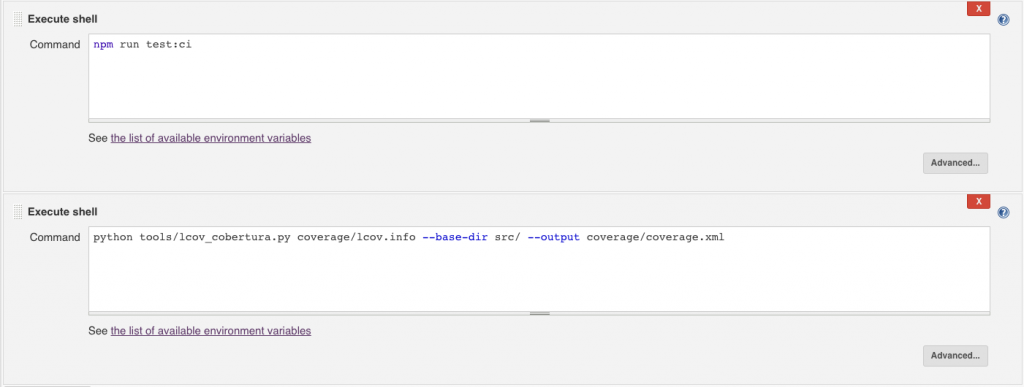 X
Execute shell
Command npm run test:ci
See the list of available environment variables
Advanced...
X
Execute shell
Command python tools/lcov_cobertura.py coverage/lcov.info --base-dir src/ --output coverage/coverage.xml
See the list of available environment variables
Advanced...